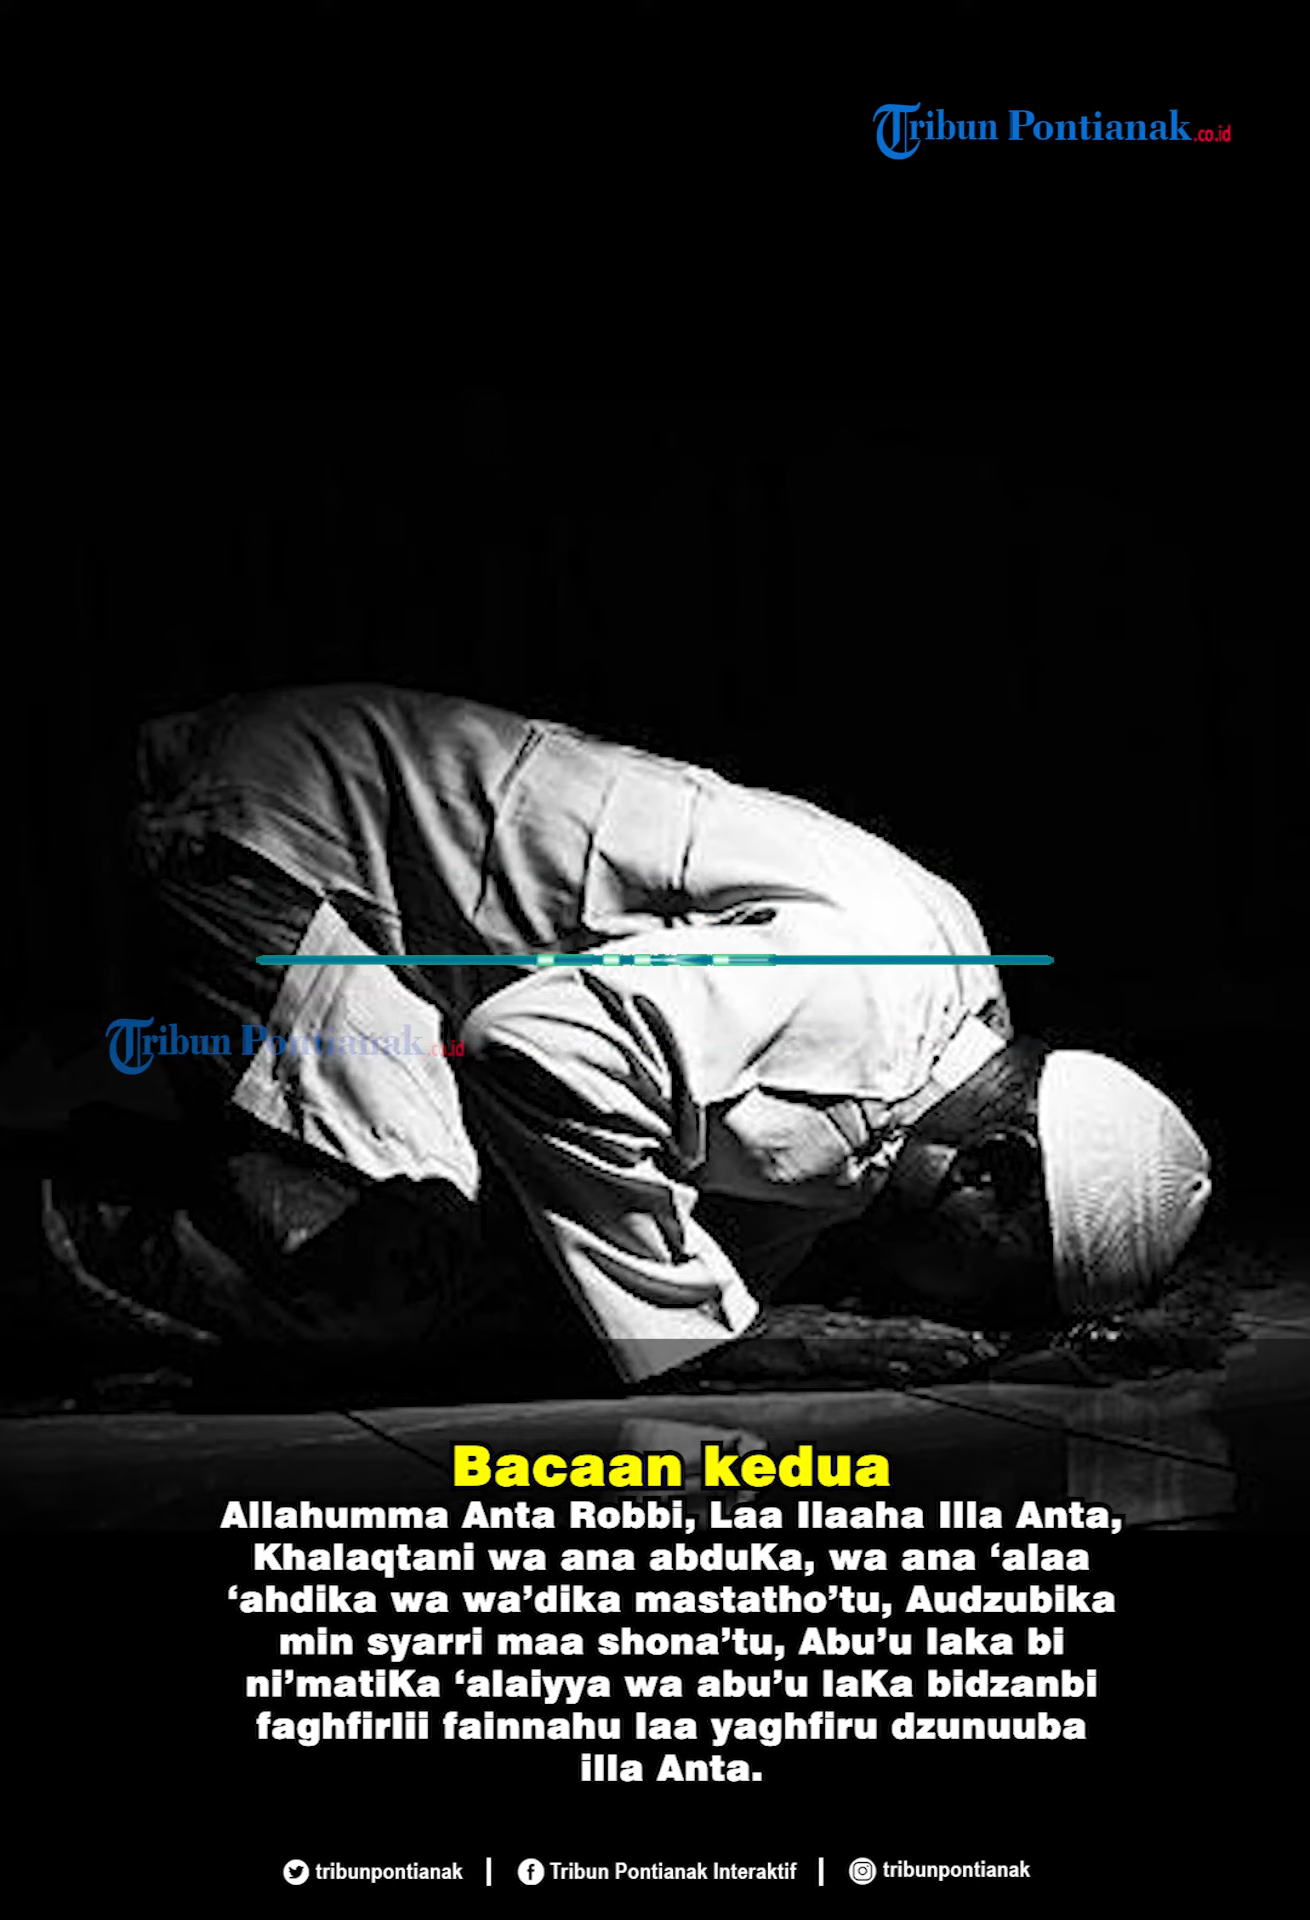 Tribun Pontianak.co.id
Tribun Pontianak.co.id
Bacaan kedua
Allahumma Anta Robbi, Laa Ilaaha Illa Anta,
Khalaqtani wa ana abduKa, wa ana ‘alaa
‘ahdika wa wa’dika mastatho’tu, Audzubika
min syarri maa shona’tu, Abu’u laka bi
ni’matiKa ‘alaiyya wa abu’u laKa bidzanbi
faghfirlii fainnahu laa yaghfiru dzunuuba
illa Anta.
tribunpontianak | Tribun Pontianak Interaktif | tribunpontianak